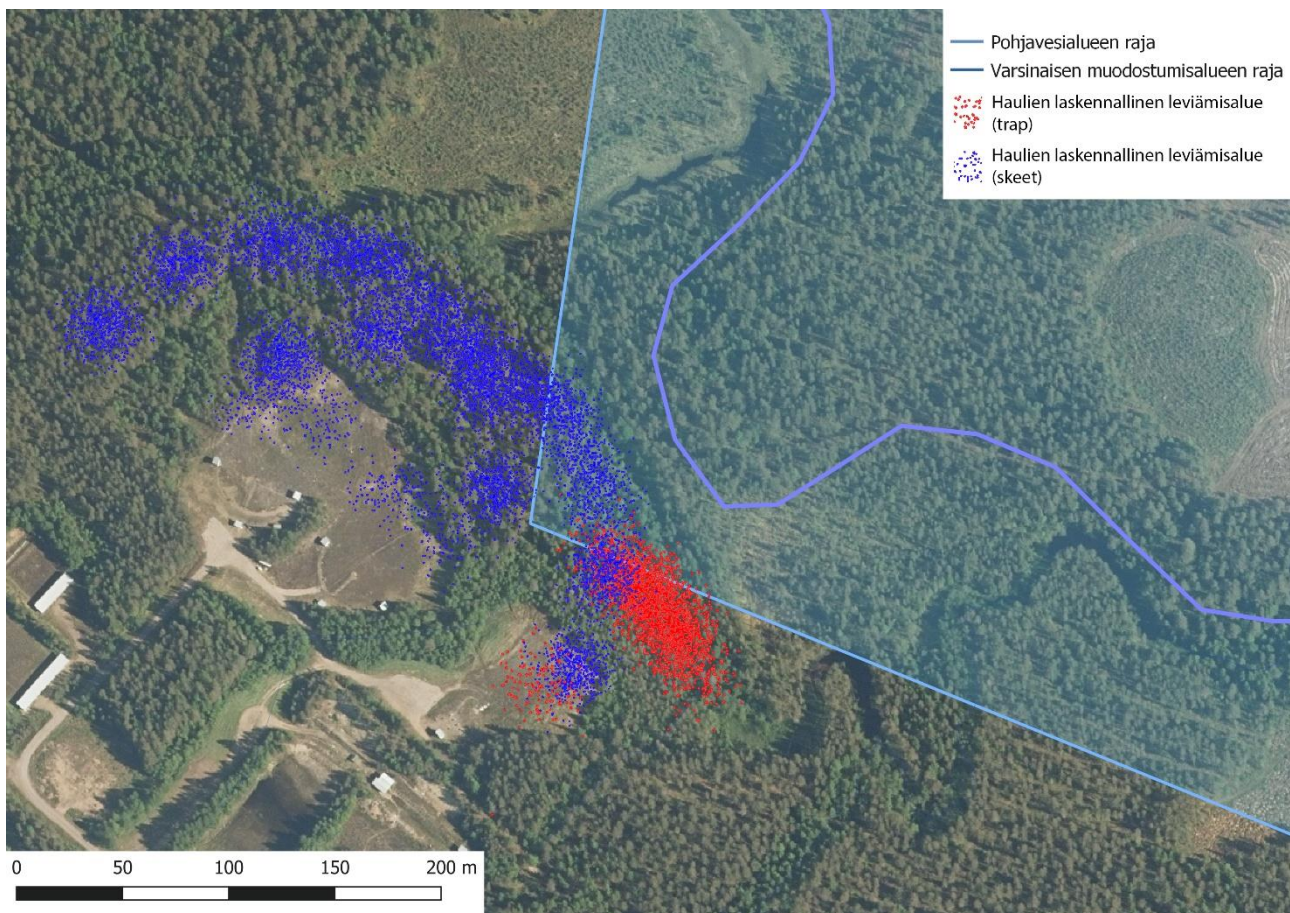 Pohjavesialueen raja
Varsinaisen muodostumisalueen raja
Haulien laskennallinen leviämisalue
(trap)
Haulien laskennallinen leviämisalue
(skeet)
0 50 100 150 200 m